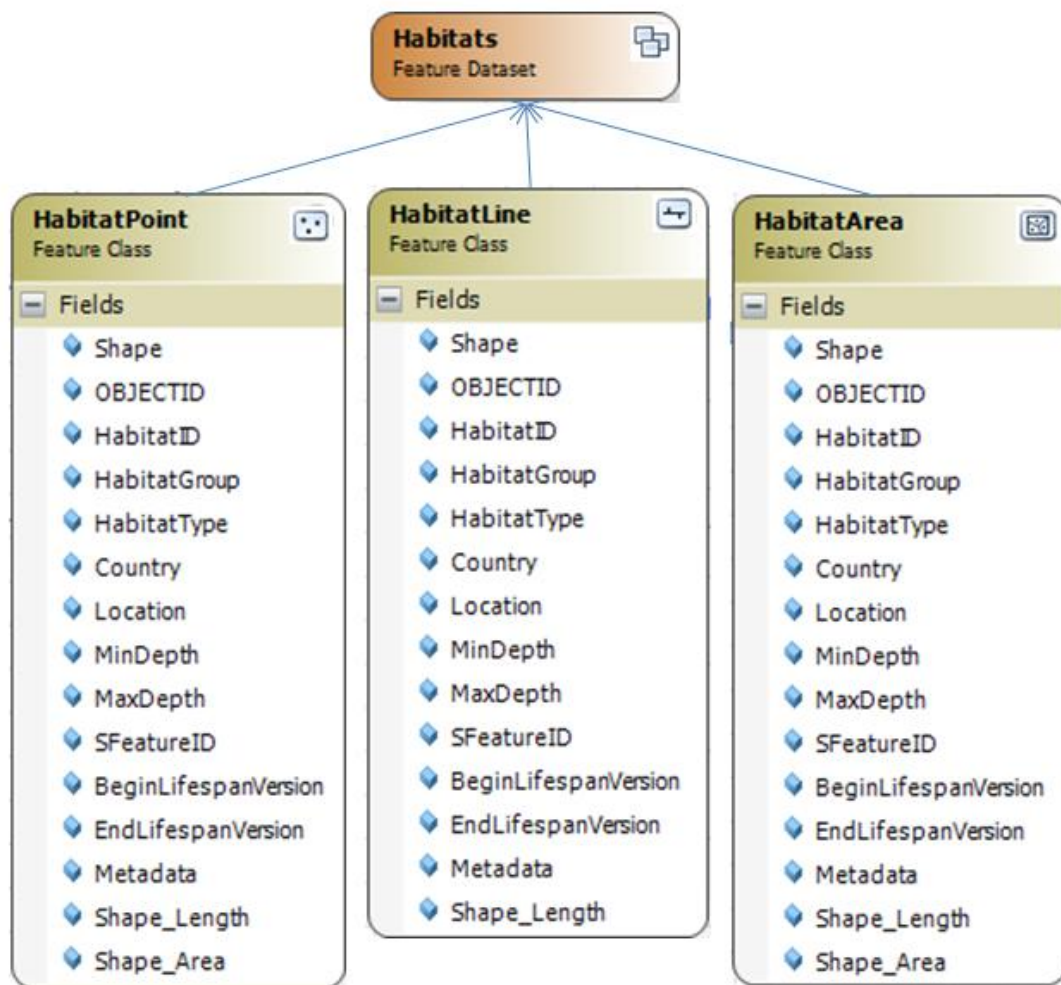 Habitats
Feature Dataset
HabitatPoint
Feature Class
Fields
Shape
OBJECTID
HabitatID
HabitatGroup
HabitatType
Country
Location
MinDepth
MaxDepth
SFeatureID
BeginLifespanVersion
EndLifespanVersion
Metadata
Shape_Length
Shape_Area
HabitatLine
Feature Class
Fields
Shape
OBJECTID
HabitatID
HabitatGroup
HabitatType
Country
Location
MinDepth
MaxDepth
SFeatureID
BeginLifespanVersion
EndLifespanVersion
Metadata
Shape_Length
HabitatArea
Feature Class
Fields
Shape
OBJECTID
HabitatID
HabitatGroup
HabitatType
Country
Location
MinDepth
MaxDepth
SFeatureID
BeginLifespanVersion
EndLifespanVersion
Metadata
Shape_Length
Shape_Area